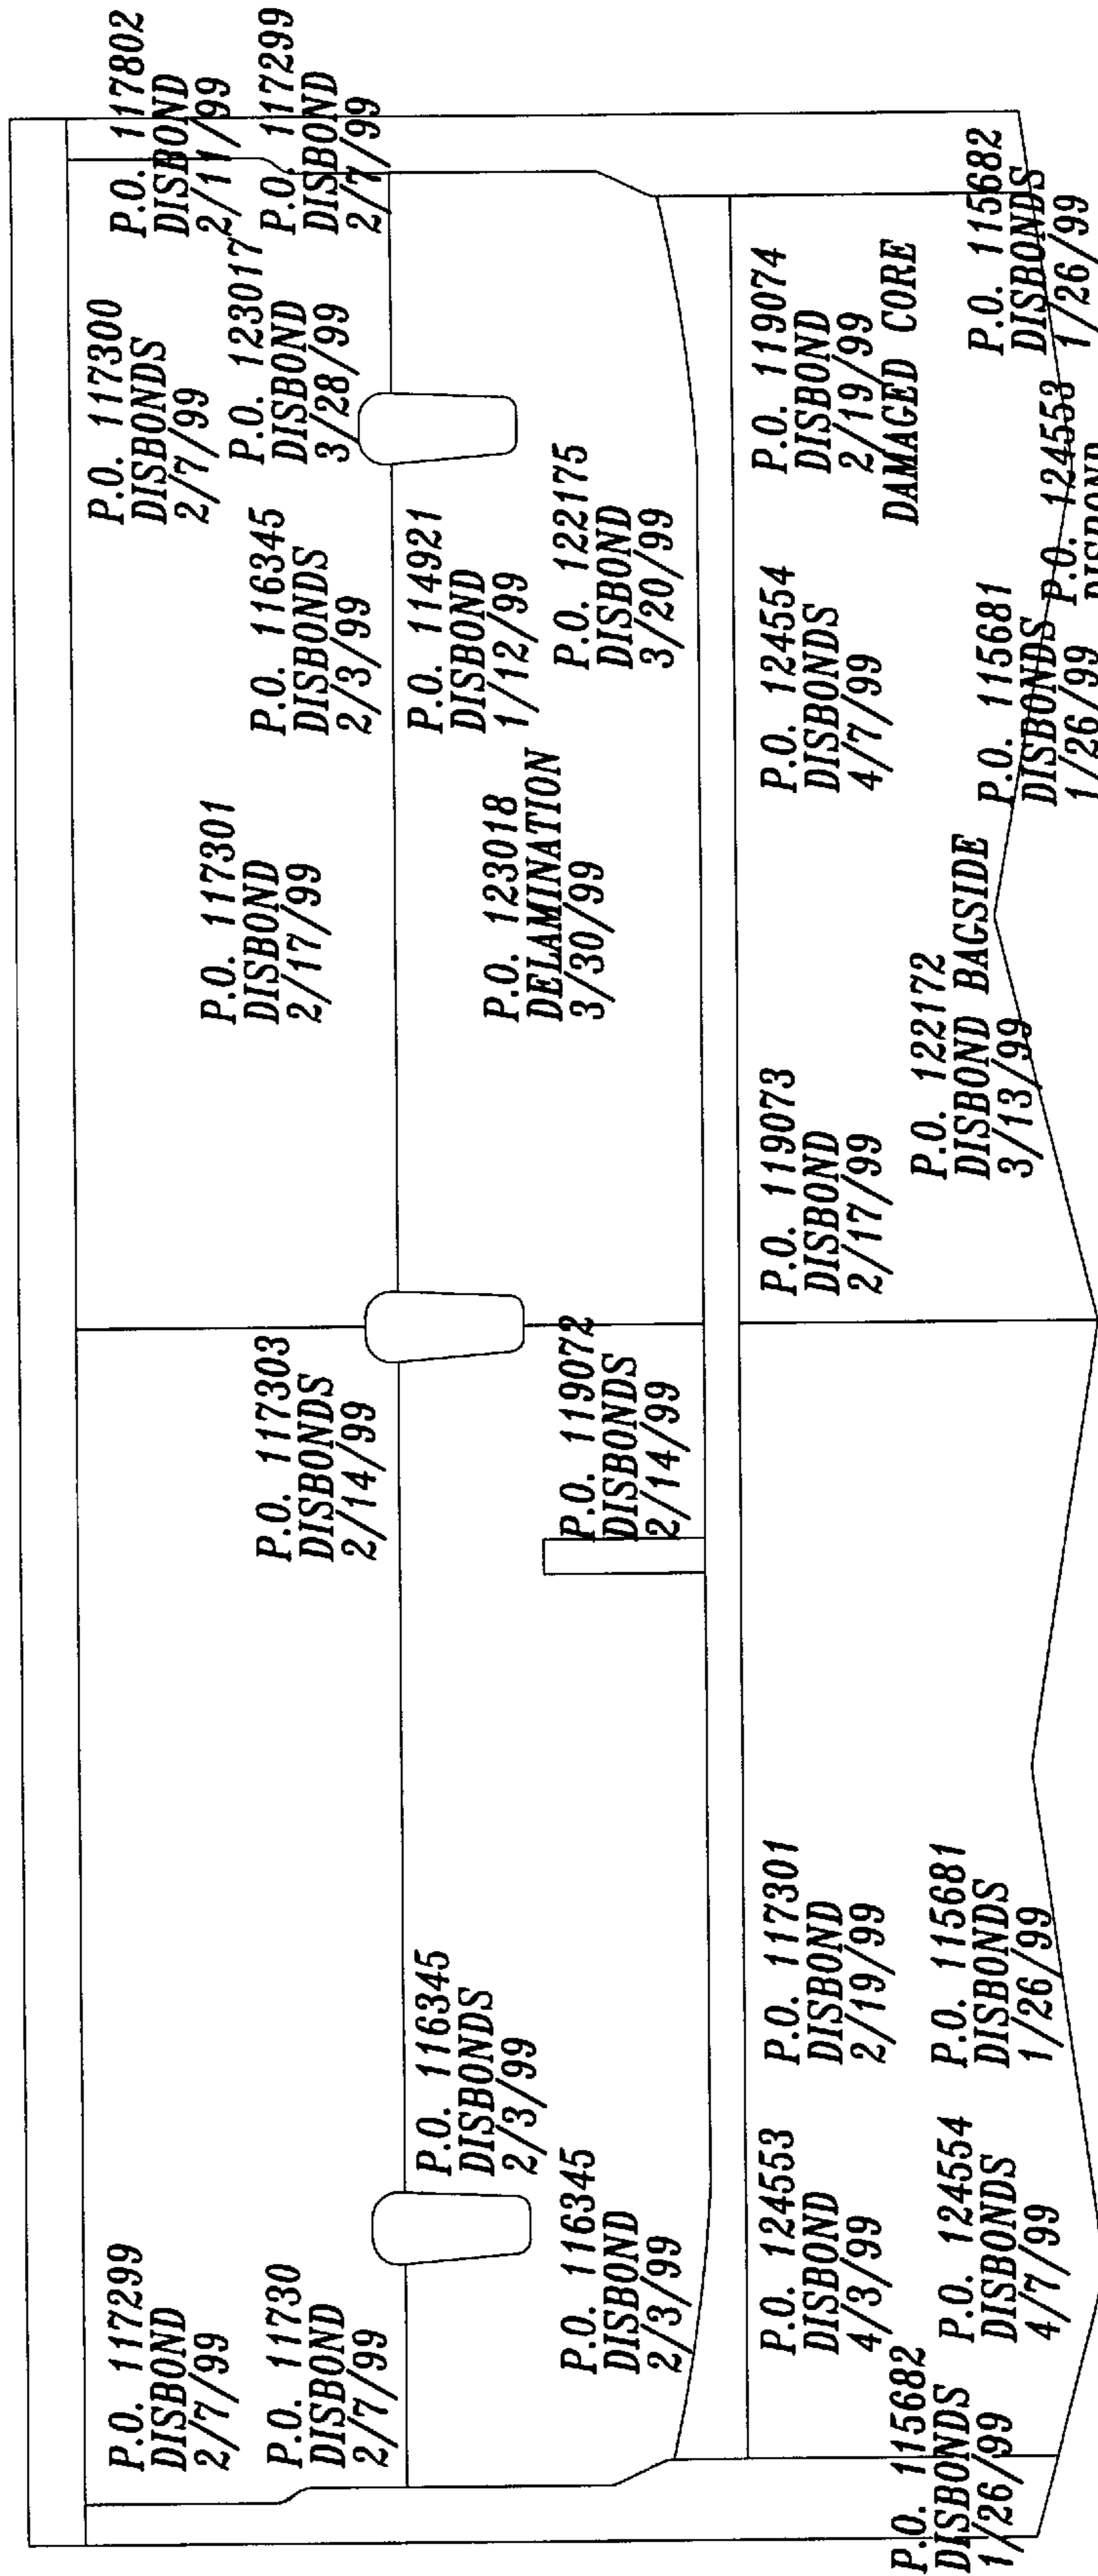 P.O. 117299
DISBOND
2/7/99
P.O. 11730
DISBOND
2/7/99
P.O. 116345
DISBONDS
2/3/99
P.O. 116345
DISBOND
2/3/99
P.O. 117303
DISBONDS
2/14/99
P.O. 119072
DISBONDS
2/14/99
P.O. 117301
DISBOND
2/17/99
P.O. 117300
DISBONDS
2/7/99
P.O. 117802
DISBOND
2/11/99
P.O. 117299
DISBOND
2/7/99
P.O. 123017
DISBOND
3/28/99
P.O. 116345
DISBONDS
2/3/99
P.O. 114921
DISBOND
1/12/99
P.O. 123018
DELAMINATION
3/30/99
P.O. 122175
DISBOND
3/20/99
P.O. 124553
DISBOND
4/3/99
P.O. 117301
DISBOND
2/19/99
P.O. 115682
DISBONDS
1/26/99
P.O. 124554
DISBONDS
4/7/99
P.O. 115681
DISBONDS
1/26/99
P.O. 119073
DISBOND
2/17/99
P.O. 122172
DISBOND BAGSIDE
3/13/99
P.O. 124554
DISBONDS
4/7/99
P.O. 119074
DISBOND
2/19/99
DAMAGED CORE
P.O. 115681
DISBONDS
1/26/99
P.O. 124553
DISBOND
P.O. 115682
DISBONDS
1/26/99